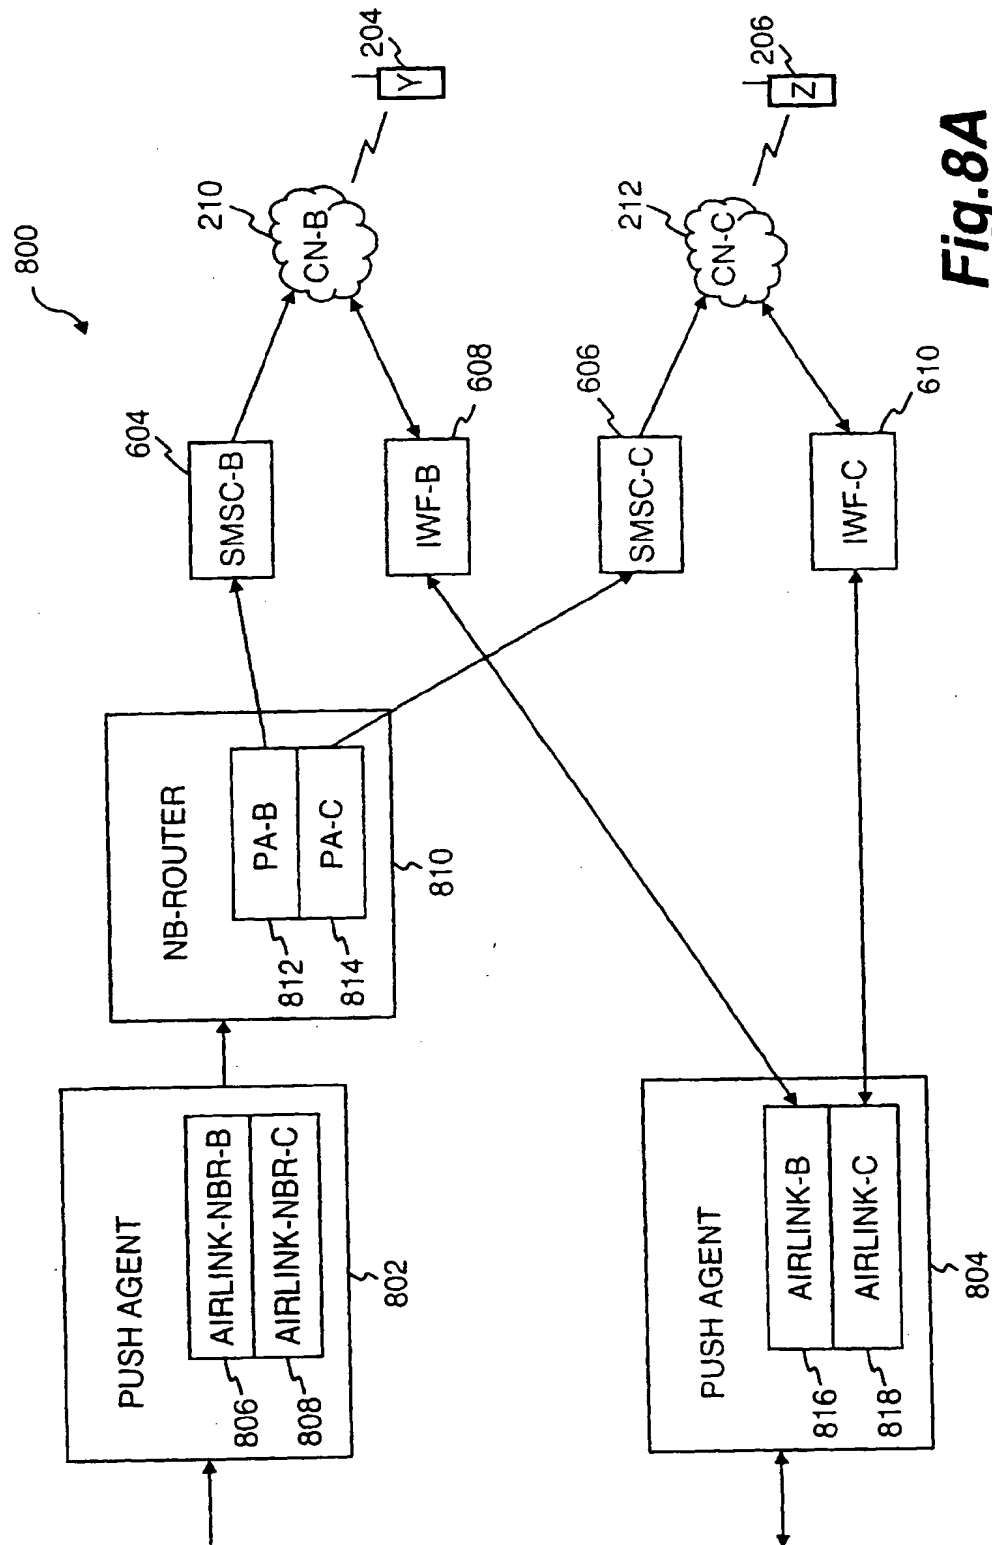 800
PUSH AGENT
AIRLINK-NBR-B
AIRLINK-NBR-C
806
808
802
NB-ROUTER
PA-B
PA-C
812
814
810
604
SMSC-B
IWF-B
608
210
CN-B
204
Y
PUSH AGENT
AIRLINK-B
AIRLINK-C
816
818
804
606
SMSC-C
IWF-C
610
212
CN-C
206
Z
Fig.8A